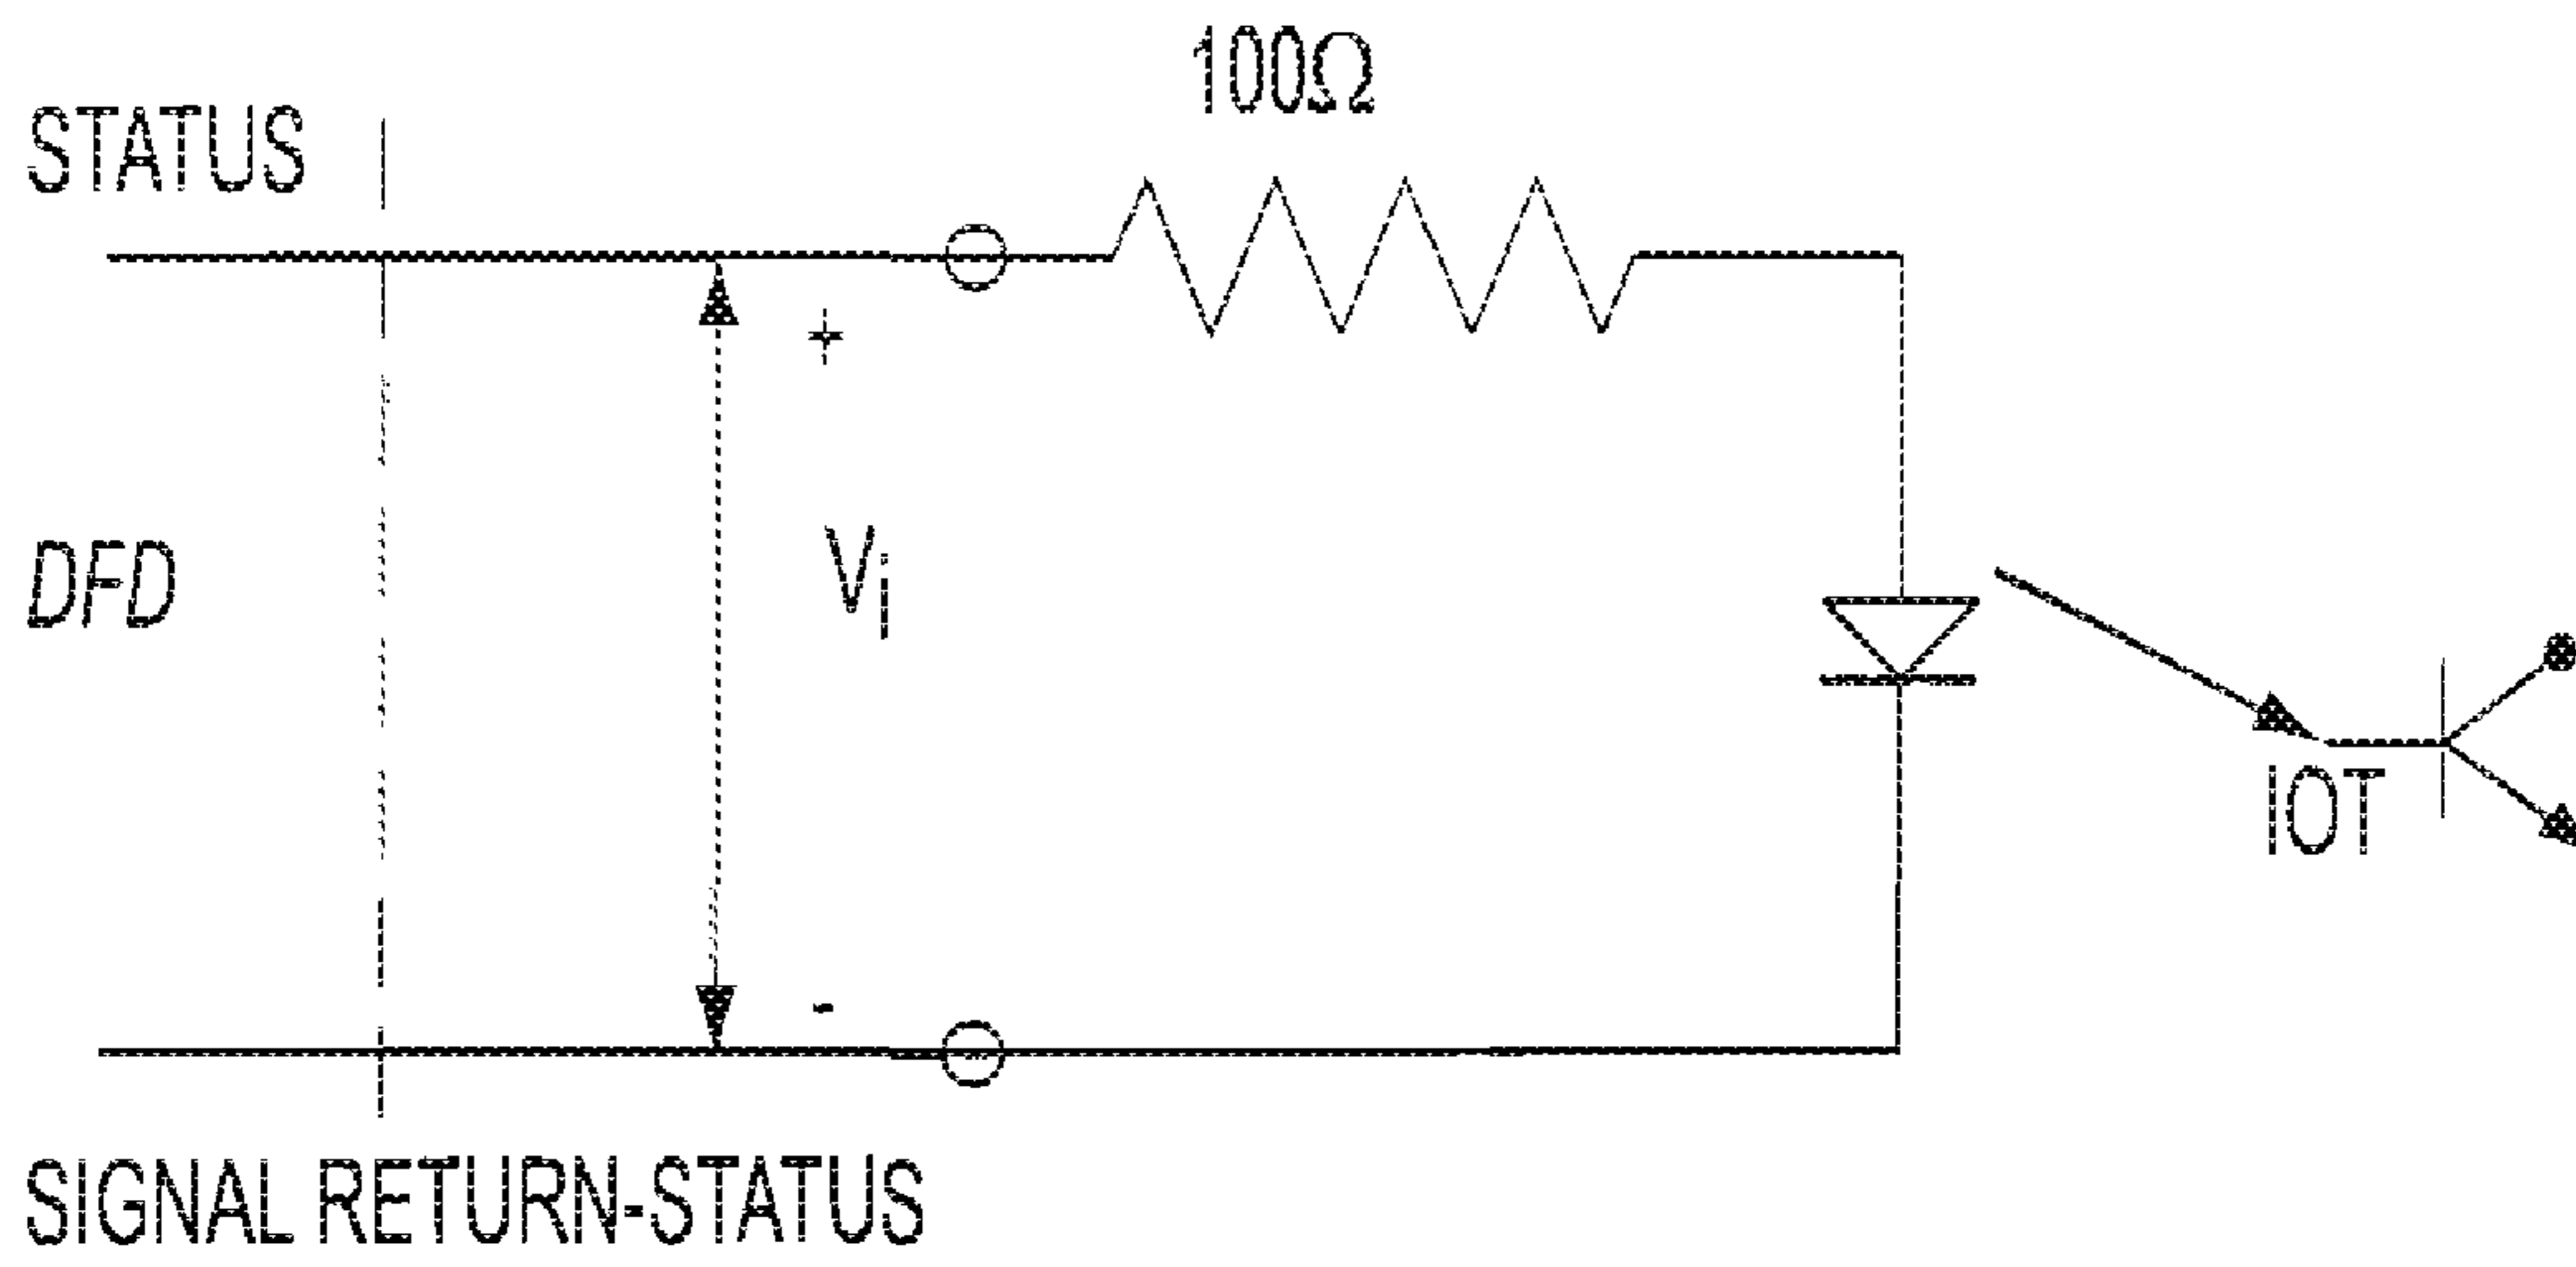 100Ω
STATUS
+
DFD
Vi
IOT
-
SIGNAL RETURN-STATUS